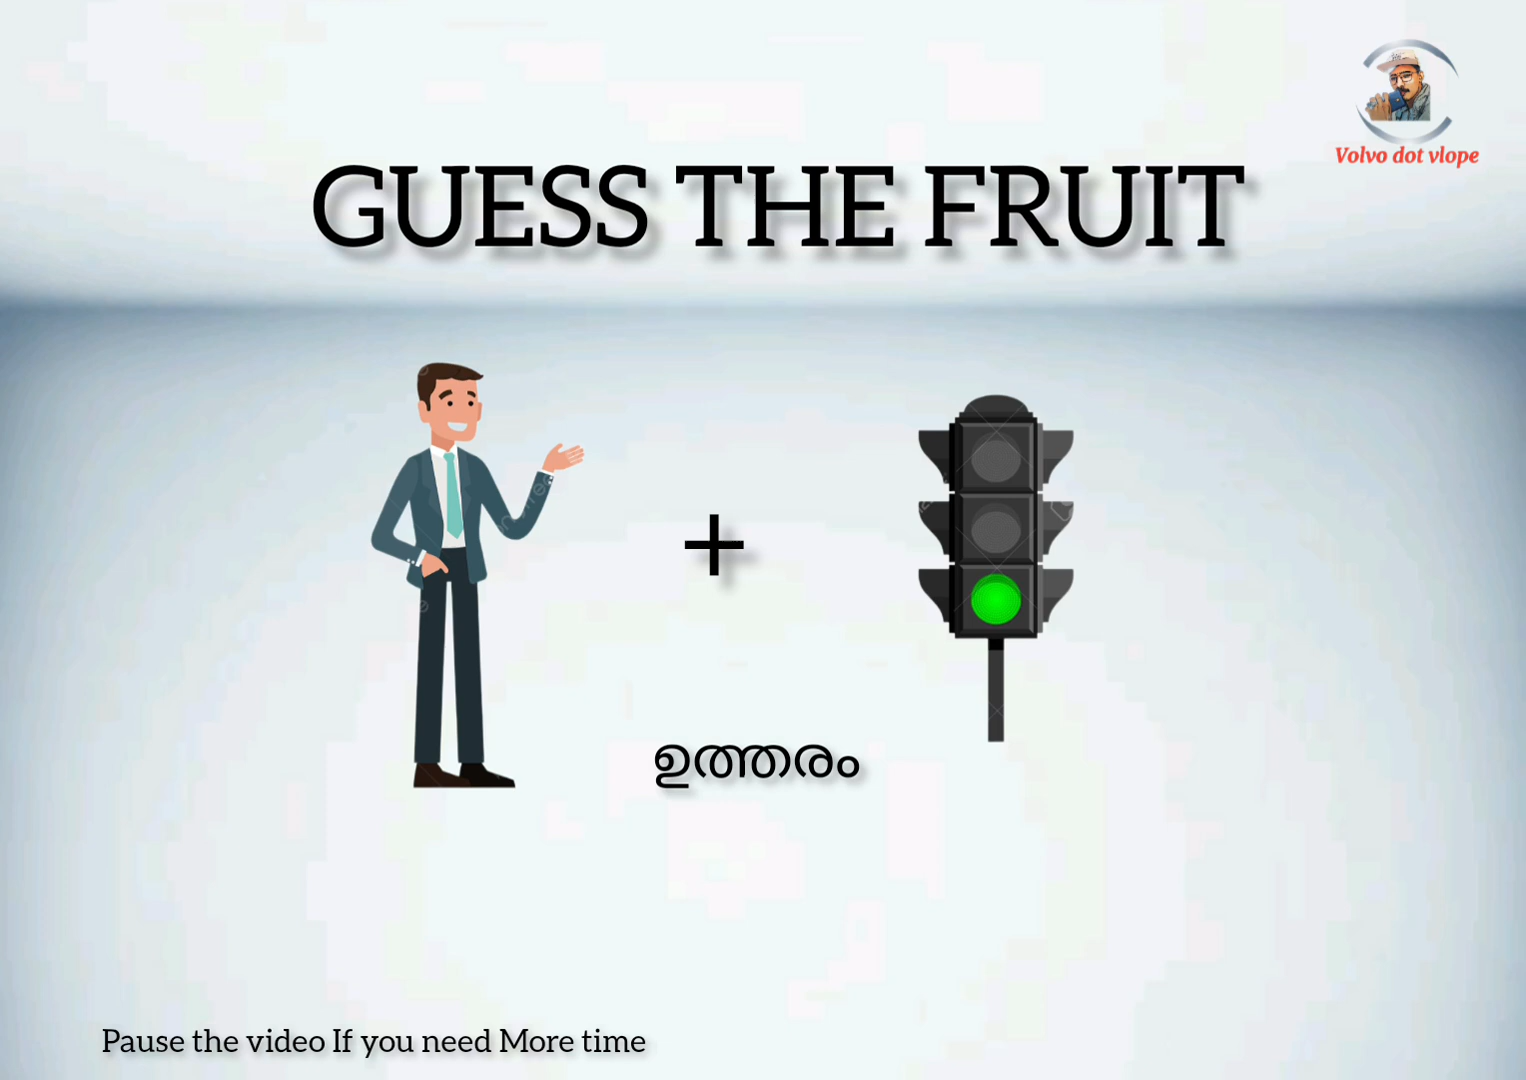 Volvo dot vlope
GUESS THE FRUIT
+
ഉത്തരം
Pause the video If you need More time